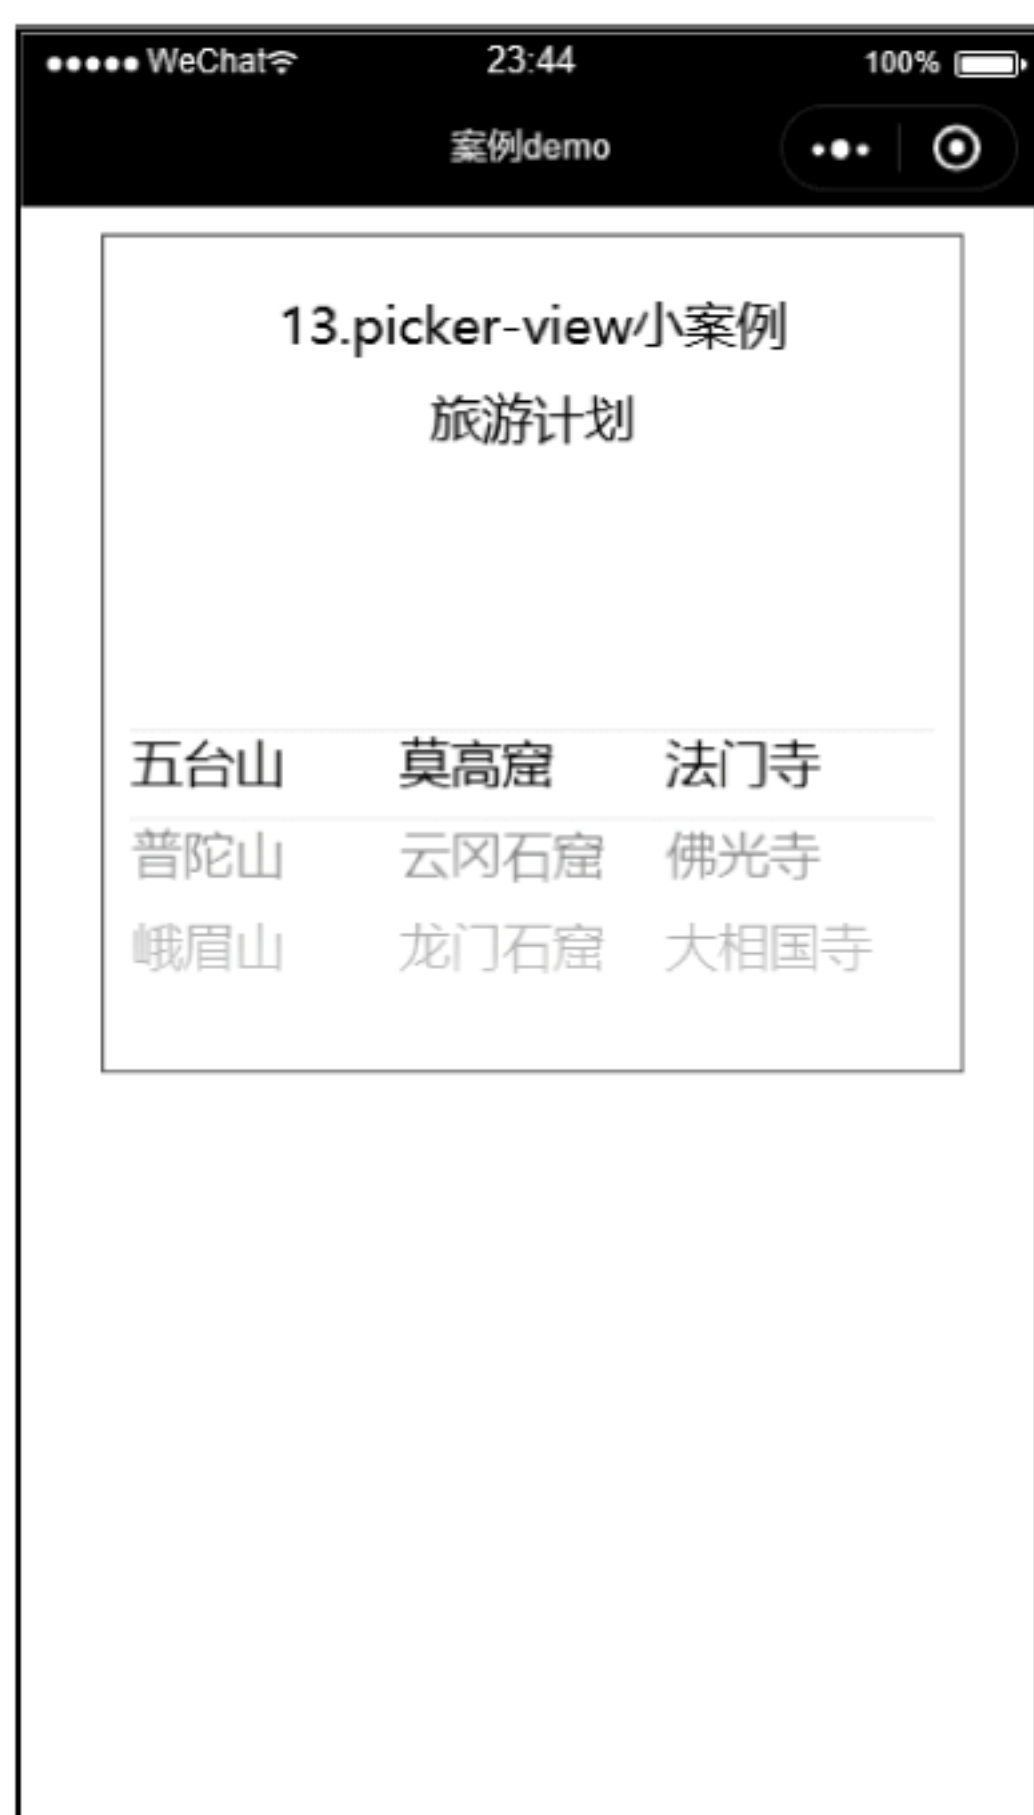 WeChat 23:44 100%
案例demo
13.picker-view小案例
旅游计划
五台山 莫高窟 法门寺
普陀山 云冈石窟 佛光寺
峨眉山 龙门石窟 大相国寺